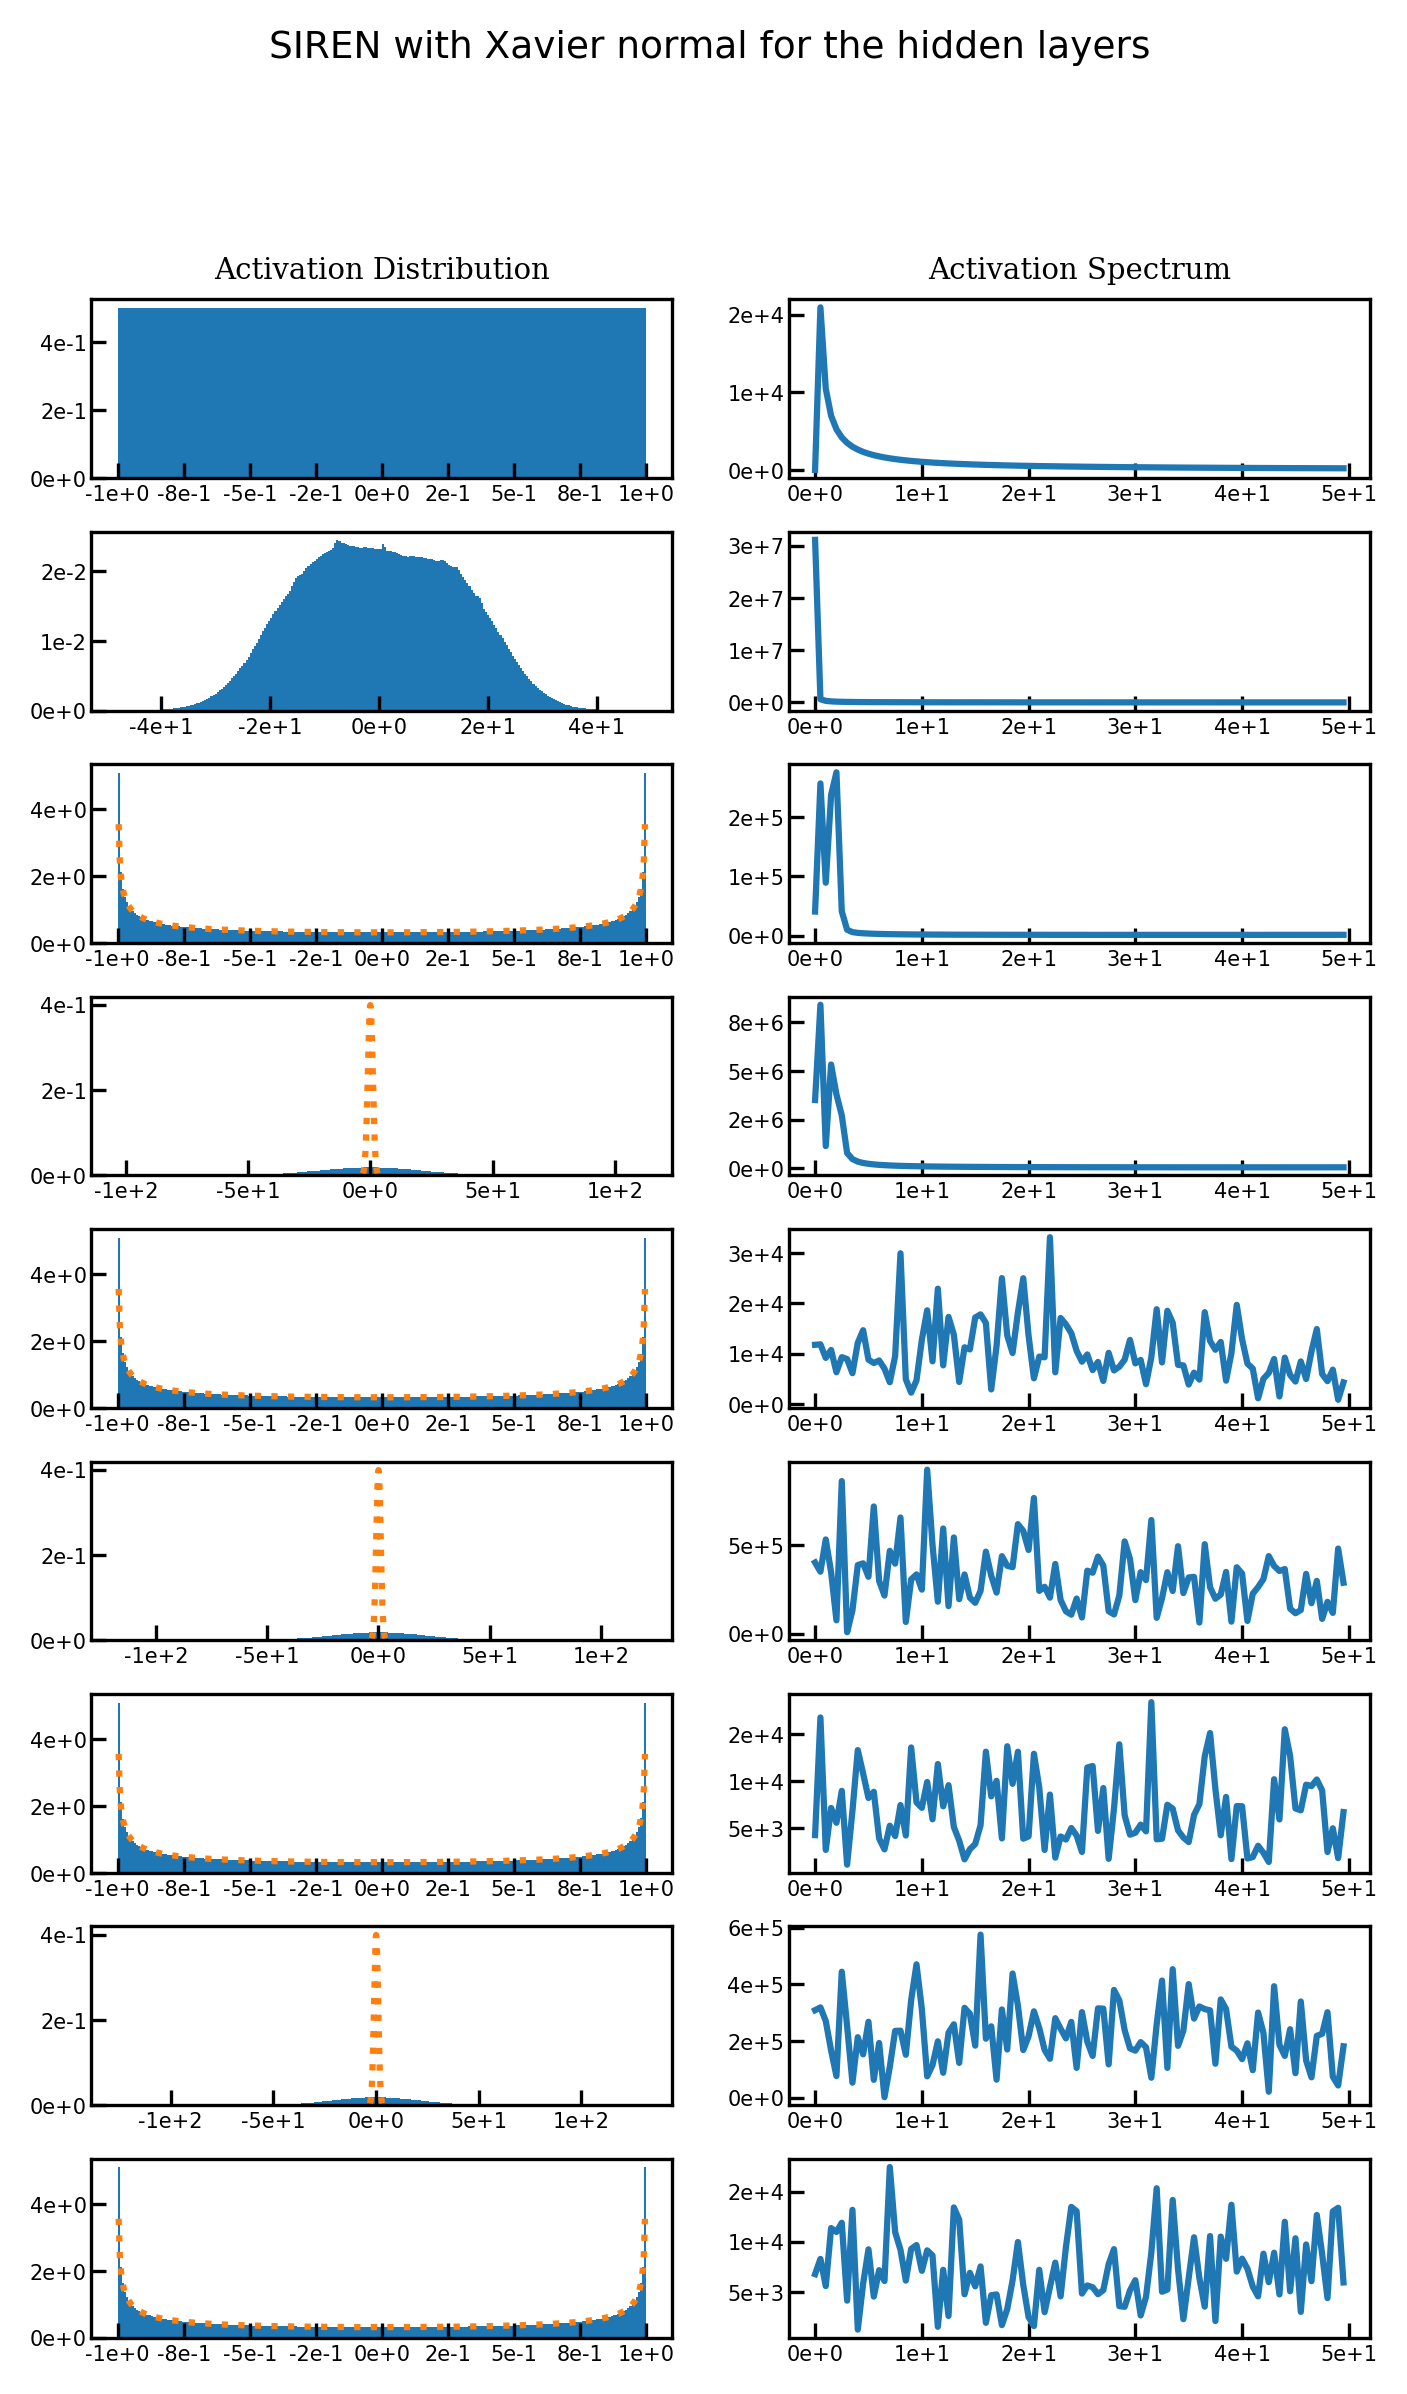 SIREN with Xavier normal for the hidden layers
Activation Distribution
Activation Spectrum
4e-1
2e-1
0e+0
-1e+0 -8e-1 -5e-1 -2e-1 0e+0 2e-1 5e-1 8e-1 1e+0
2e+4
1e+4
0e+0
0e+0 1e+1 2e+1 3e+1 4e+1 5e+1
2e-2
1e-2
0e+0
-4e+1 -2e+1 0e+0 2e+1 4e+1
3e+7
2e+7
1e+7
0e+0
0e+0 1e+1 2e+1 3e+1 4e+1 5e+1
4e+0
2e+0
0e+0
-1e+0 -8e-1 -5e-1 -2e-1 0e+0 2e-1 5e-1 8e-1 1e+0
2e+5
1e+5
0e+0
0e+0 1e+1 2e+1 3e+1 4e+1 5e+1
4e-1
2e-1
0e+0
-1e+2 -5e+1 0e+0 5e+1 1e+2
8e+6
5e+6
2e+6
0e+0
0e+0 1e+1 2e+1 3e+1 4e+1 5e+1
4e+0
2e+0
0e+0
-1e+0 -8e-1 -5e-1 -2e-1 0e+0 2e-1 5e-1 8e-1 1e+0
3e+4
2e+4
1e+4
0e+0
0e+0 1e+1 2e+1 3e+1 4e+1 5e+1
4e-1
2e-1
0e+0
-1e+2 -5e+1 0e+0 5e+1 1e+2
5e+5
0e+0
0e+0 1e+1 2e+1 3e+1 4e+1 5e+1
4e+0
2e+0
0e+0
-1e+0 -8e-1 -5e-1 -2e-1 0e+0 2e-1 5e-1 8e-1 1e+0
2e+4
1e+4
5e+3
0e+0 1e+1 2e+1 3e+1 4e+1 5e+1
4e-1
2e-1
0e+0
-1e+2 -5e+1 0e+0 5e+1 1e+2
6e+5
4e+5
2e+5
0e+0
0e+0 1e+1 2e+1 3e+1 4e+1 5e+1
4e+0
2e+0
0e+0
-1e+0 -8e-1 -5e-1 -2e-1 0e+0 2e-1 5e-1 8e-1 1e+0
2e+4
1e+4
5e+3
0e+0 1e+1 2e+1 3e+1 4e+1 5e+1